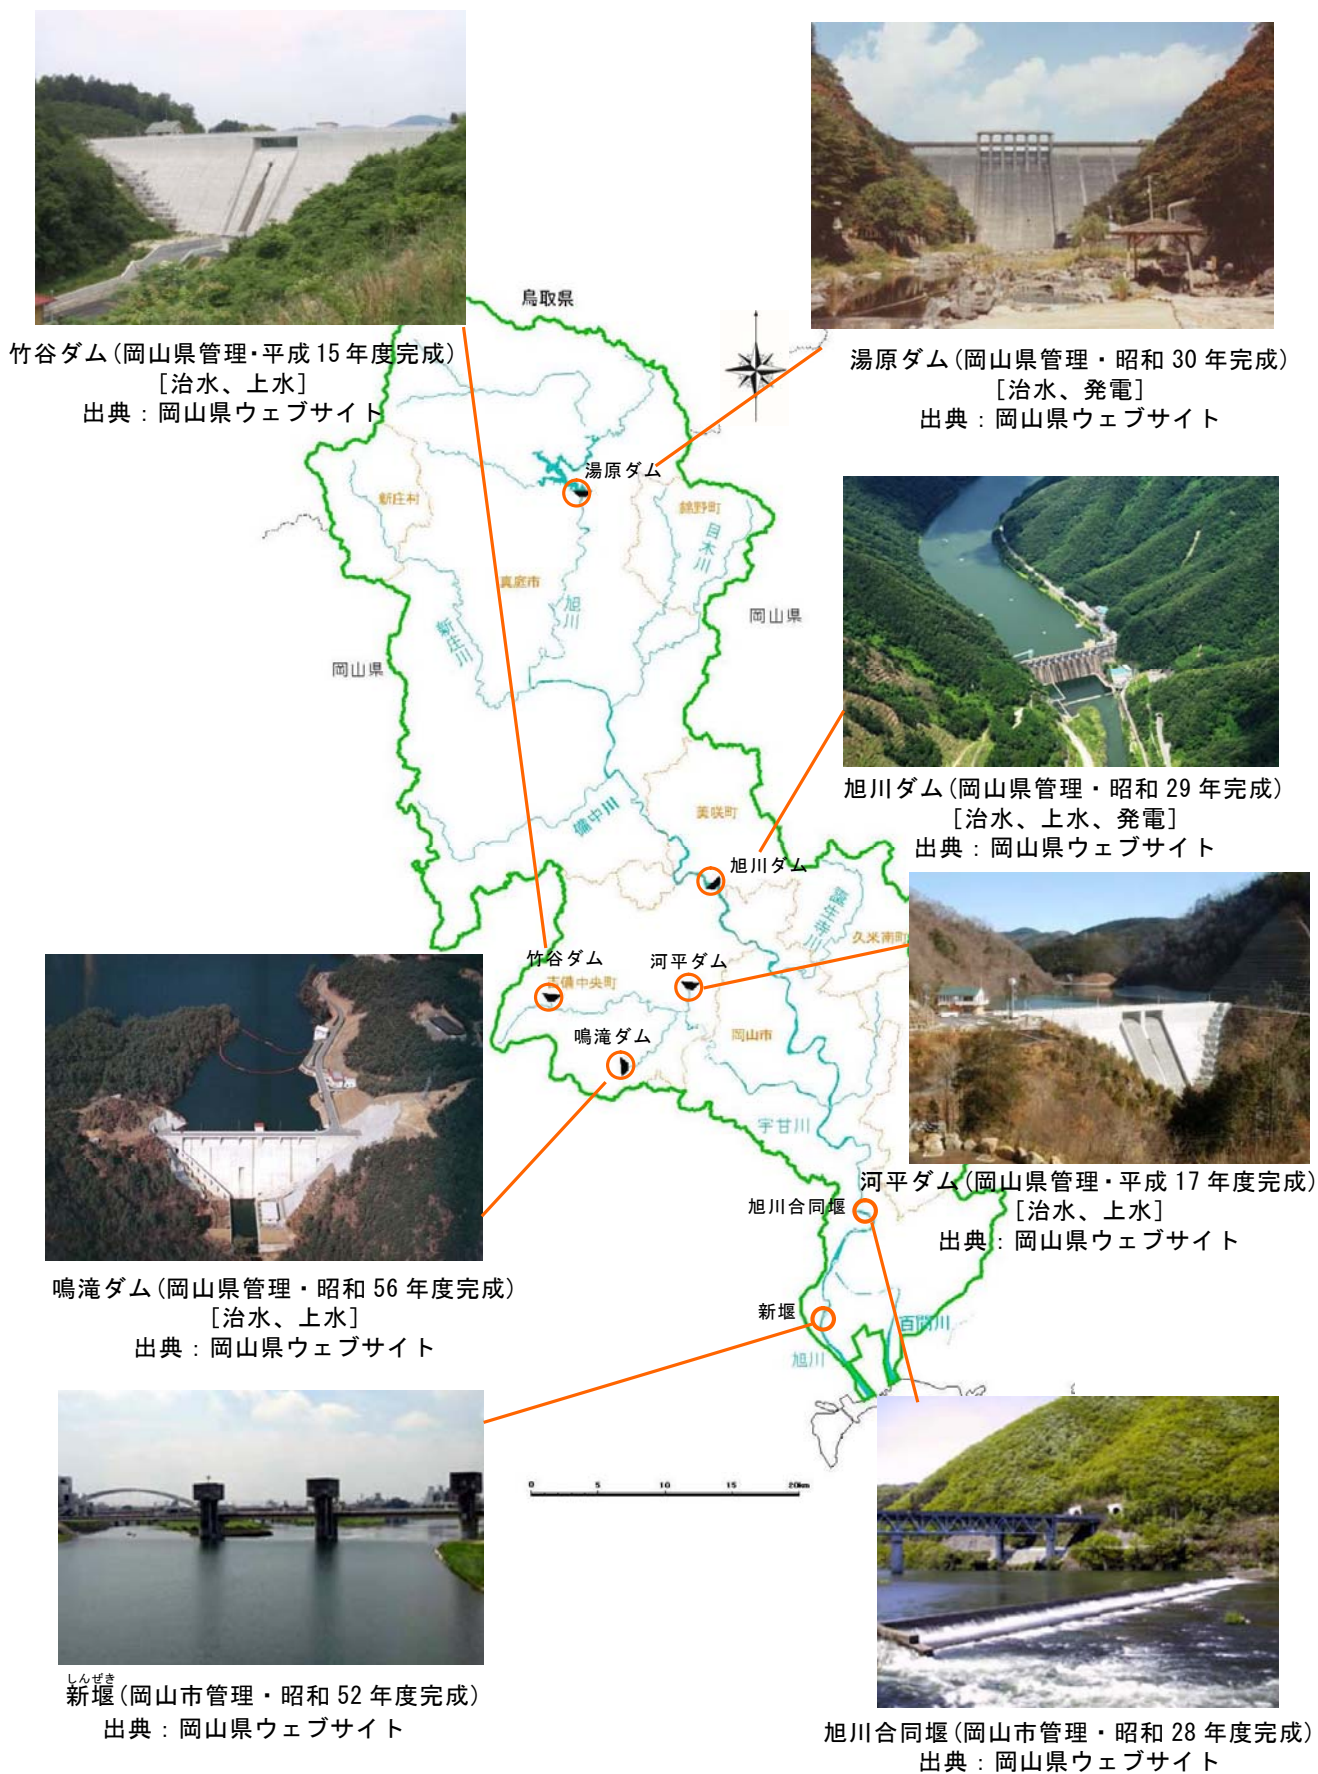 竹谷ダム(岡山県管理・平成15年度完成)
[治水、上水]
出典：岡山県ウェブサイト
湯原ダム(岡山県管理・昭和30年完成)
[治水、発電]
出典：岡山県ウェブサイト
鳥取県
湯原ダム
新庄村
鏡野町
目木川
真庭市
旭川
新庄川
岡山県
岡山県
旭川ダム(岡山県管理・昭和29年完成)
[治水、上水、発電]
出典：岡山県ウェブサイト
備中川
美咲町
旭川ダム
誕生寺川
久米南町
竹谷ダム
河平ダム
吉備中央町
鳴滝ダム
岡山市
宇甘川
河平ダム(岡山県管理・平成17年度完成)
[治水、上水]
出典：岡山県ウェブサイト
旭川合同堰
鳴滝ダム(岡山県管理・昭和56年度完成)
[治水、上水]
出典：岡山県ウェブサイト
新堰
百間川
旭川
0 5 10 15 20km
しんぜき
新堰(岡山市管理・昭和52年度完成)
出典：岡山県ウェブサイト
旭川合同堰(岡山市管理・昭和28年度完成)
出典：岡山県ウェブサイト